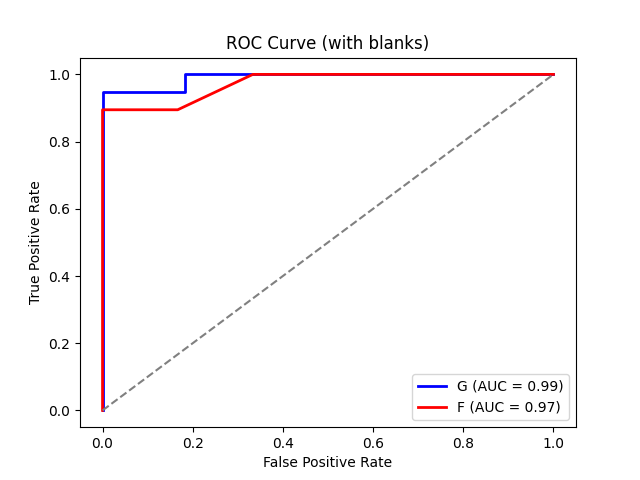 ROC Curve (with blanks)
1.0
0.8
0.6
0.4
0.2
0.0
True Positive Rate
0.0 0.2 0.4 0.6 0.8 1.0
False Positive Rate
G (AUC = 0.99)
F (AUC = 0.97)